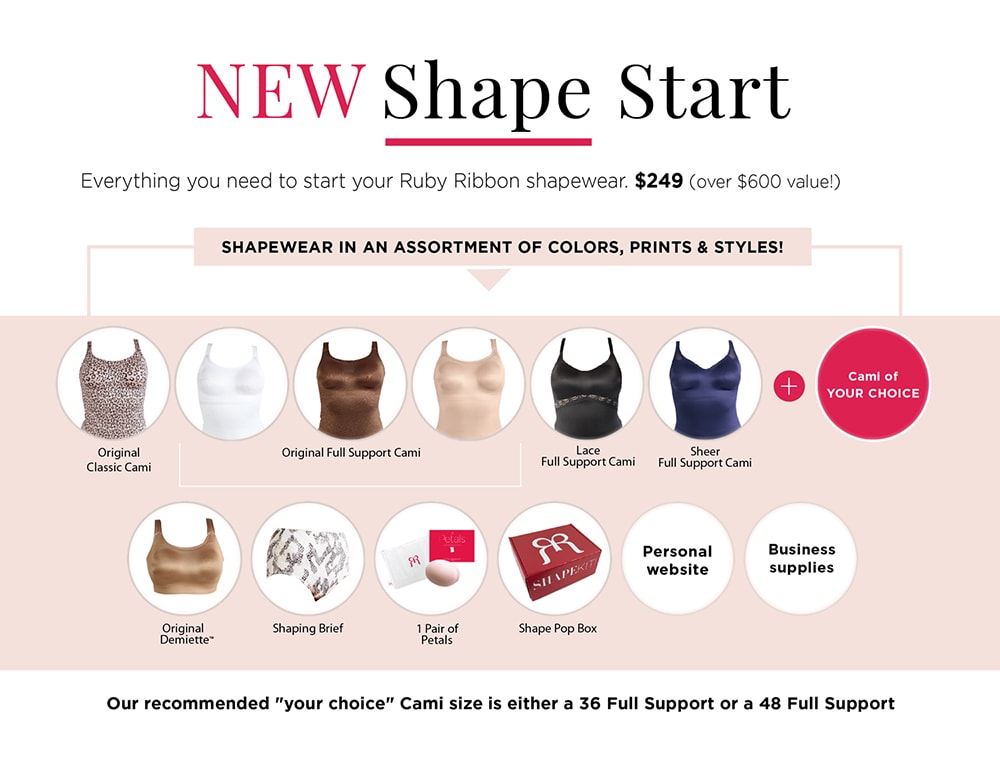 NEW Shape Start
Everything you need to start your Ruby Ribbon shapewear. $249 (over $600 value!)
SHAPEWEAR IN AN ASSORTMENT OF COLORS, PRINTS & STYLES!
+
Cami of
YOUR CHOICE
Original
Classic Cami
Original Full Support Cami
Lace
Full Support Cami
Sheer
Full Support Cami
Petals
SHAPEKIT
Personal
website
Business
supplies
Original
Demiette™
Shaping Brief
1 Pair of
Petals
Shape Pop Box
Our recommended "your choice" Cami size is either a 36 Full Support or a 48 Full Support